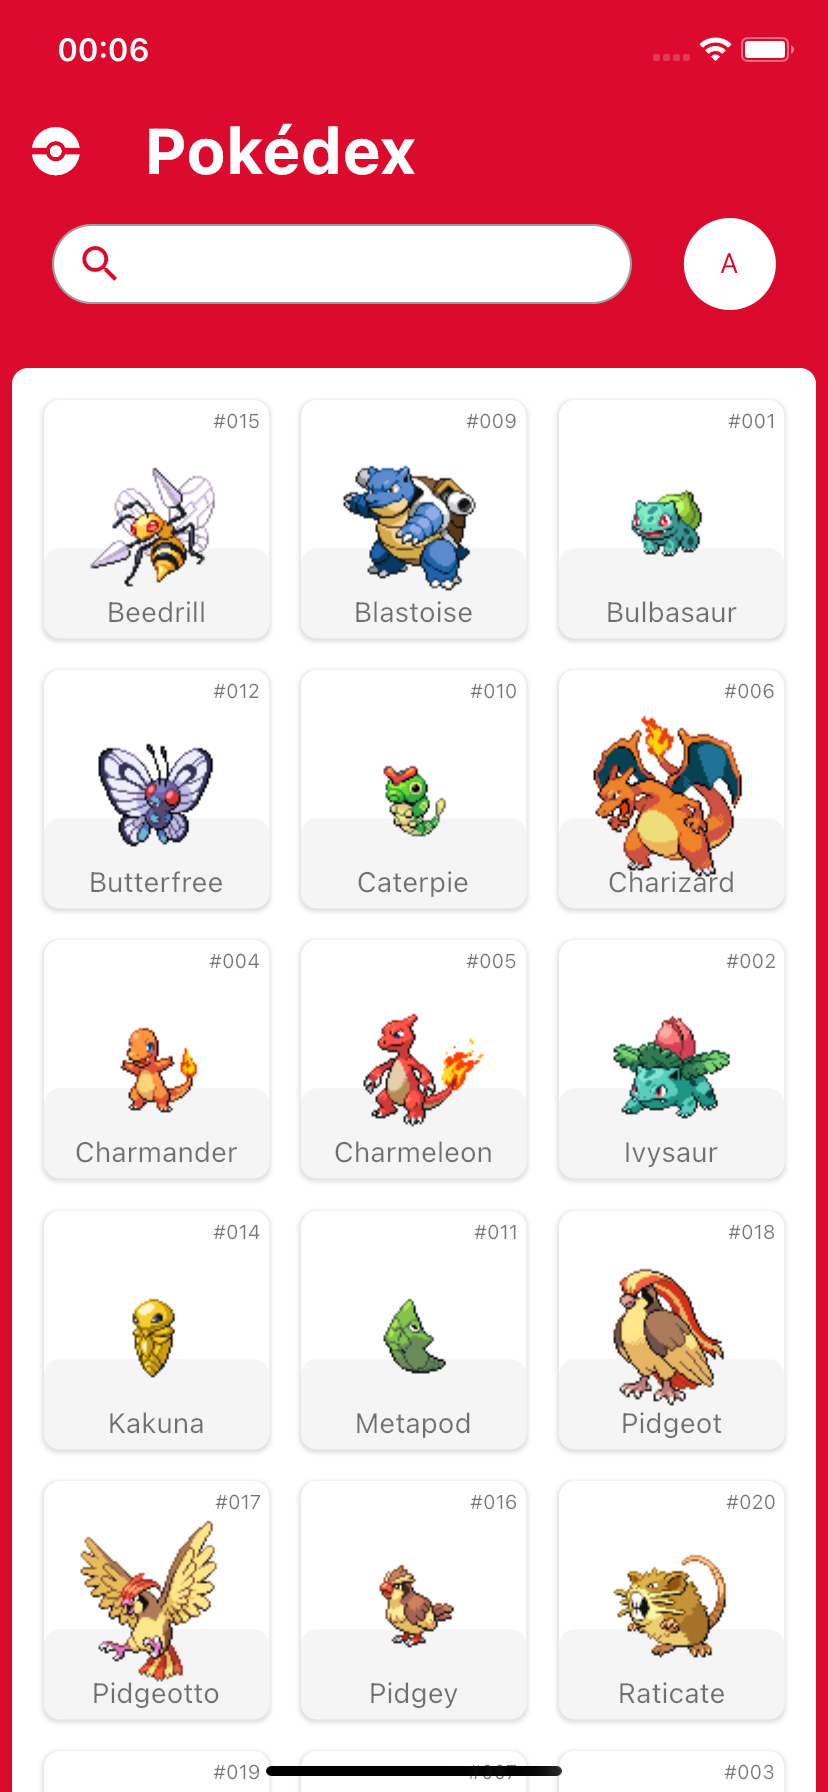 00:06
Pokédex
A
#015 #009 #001
Beedrill Blastoise Bulbasaur
#012 #010 #006
Butterfree Caterpie Charizard
#004 #005 #002
Charmander Charmeleon Ivysaur
#014 #011 #018
Kakuna Metapod Pidgeot
#017 #016 #020
Pidgeotto Pidgey Raticate
#019 #007 #003